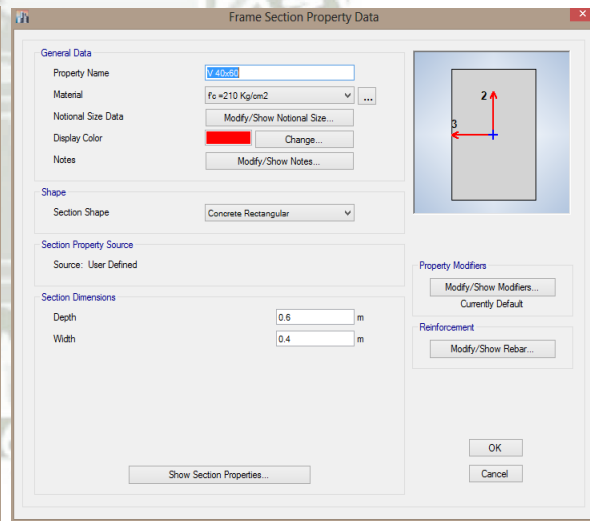 Frame Section Property Data
General Data
Property Name V 40x60
Material f'c =210 Kg/cm2 ...
Notional Size Data Modify/Show Notional Size...
Display Color Change...
Notes Modify/Show Notes...
2
3
Shape
Section Shape Concrete Rectangular
Section Property Source
Source: User Defined
Property Modifiers
Modify/Show Modifiers...
Currently Default
Section Dimensions
Depth 0.6 m
Width 0.4 m
Reinforcement
Modify/Show Rebar...
Show Section Properties...
OK
Cancel